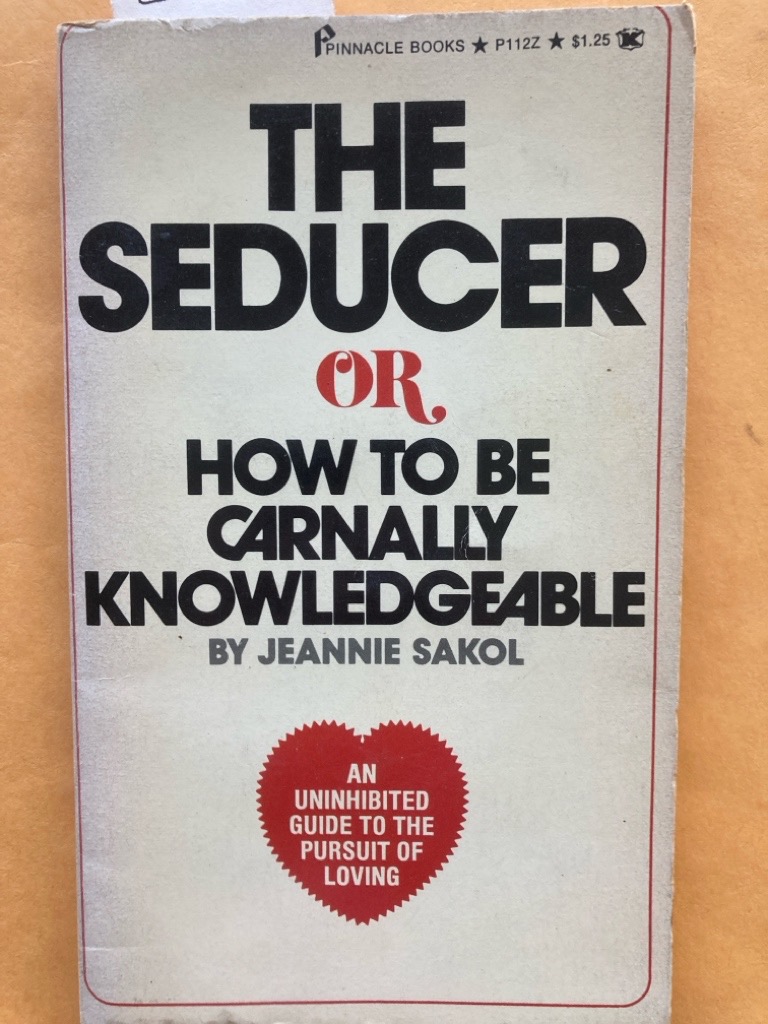 PINNACLE BOOKS ★ P112Z ★ $1.25 K
THE
SEDUCER
OR
HOW TO BE
CARNALLY
KNOWLEDGEABLE
BY JEANNIE SAKOL
AN
UNINHIBITED
GUIDE TO THE
PURSUIT OF
LOVING